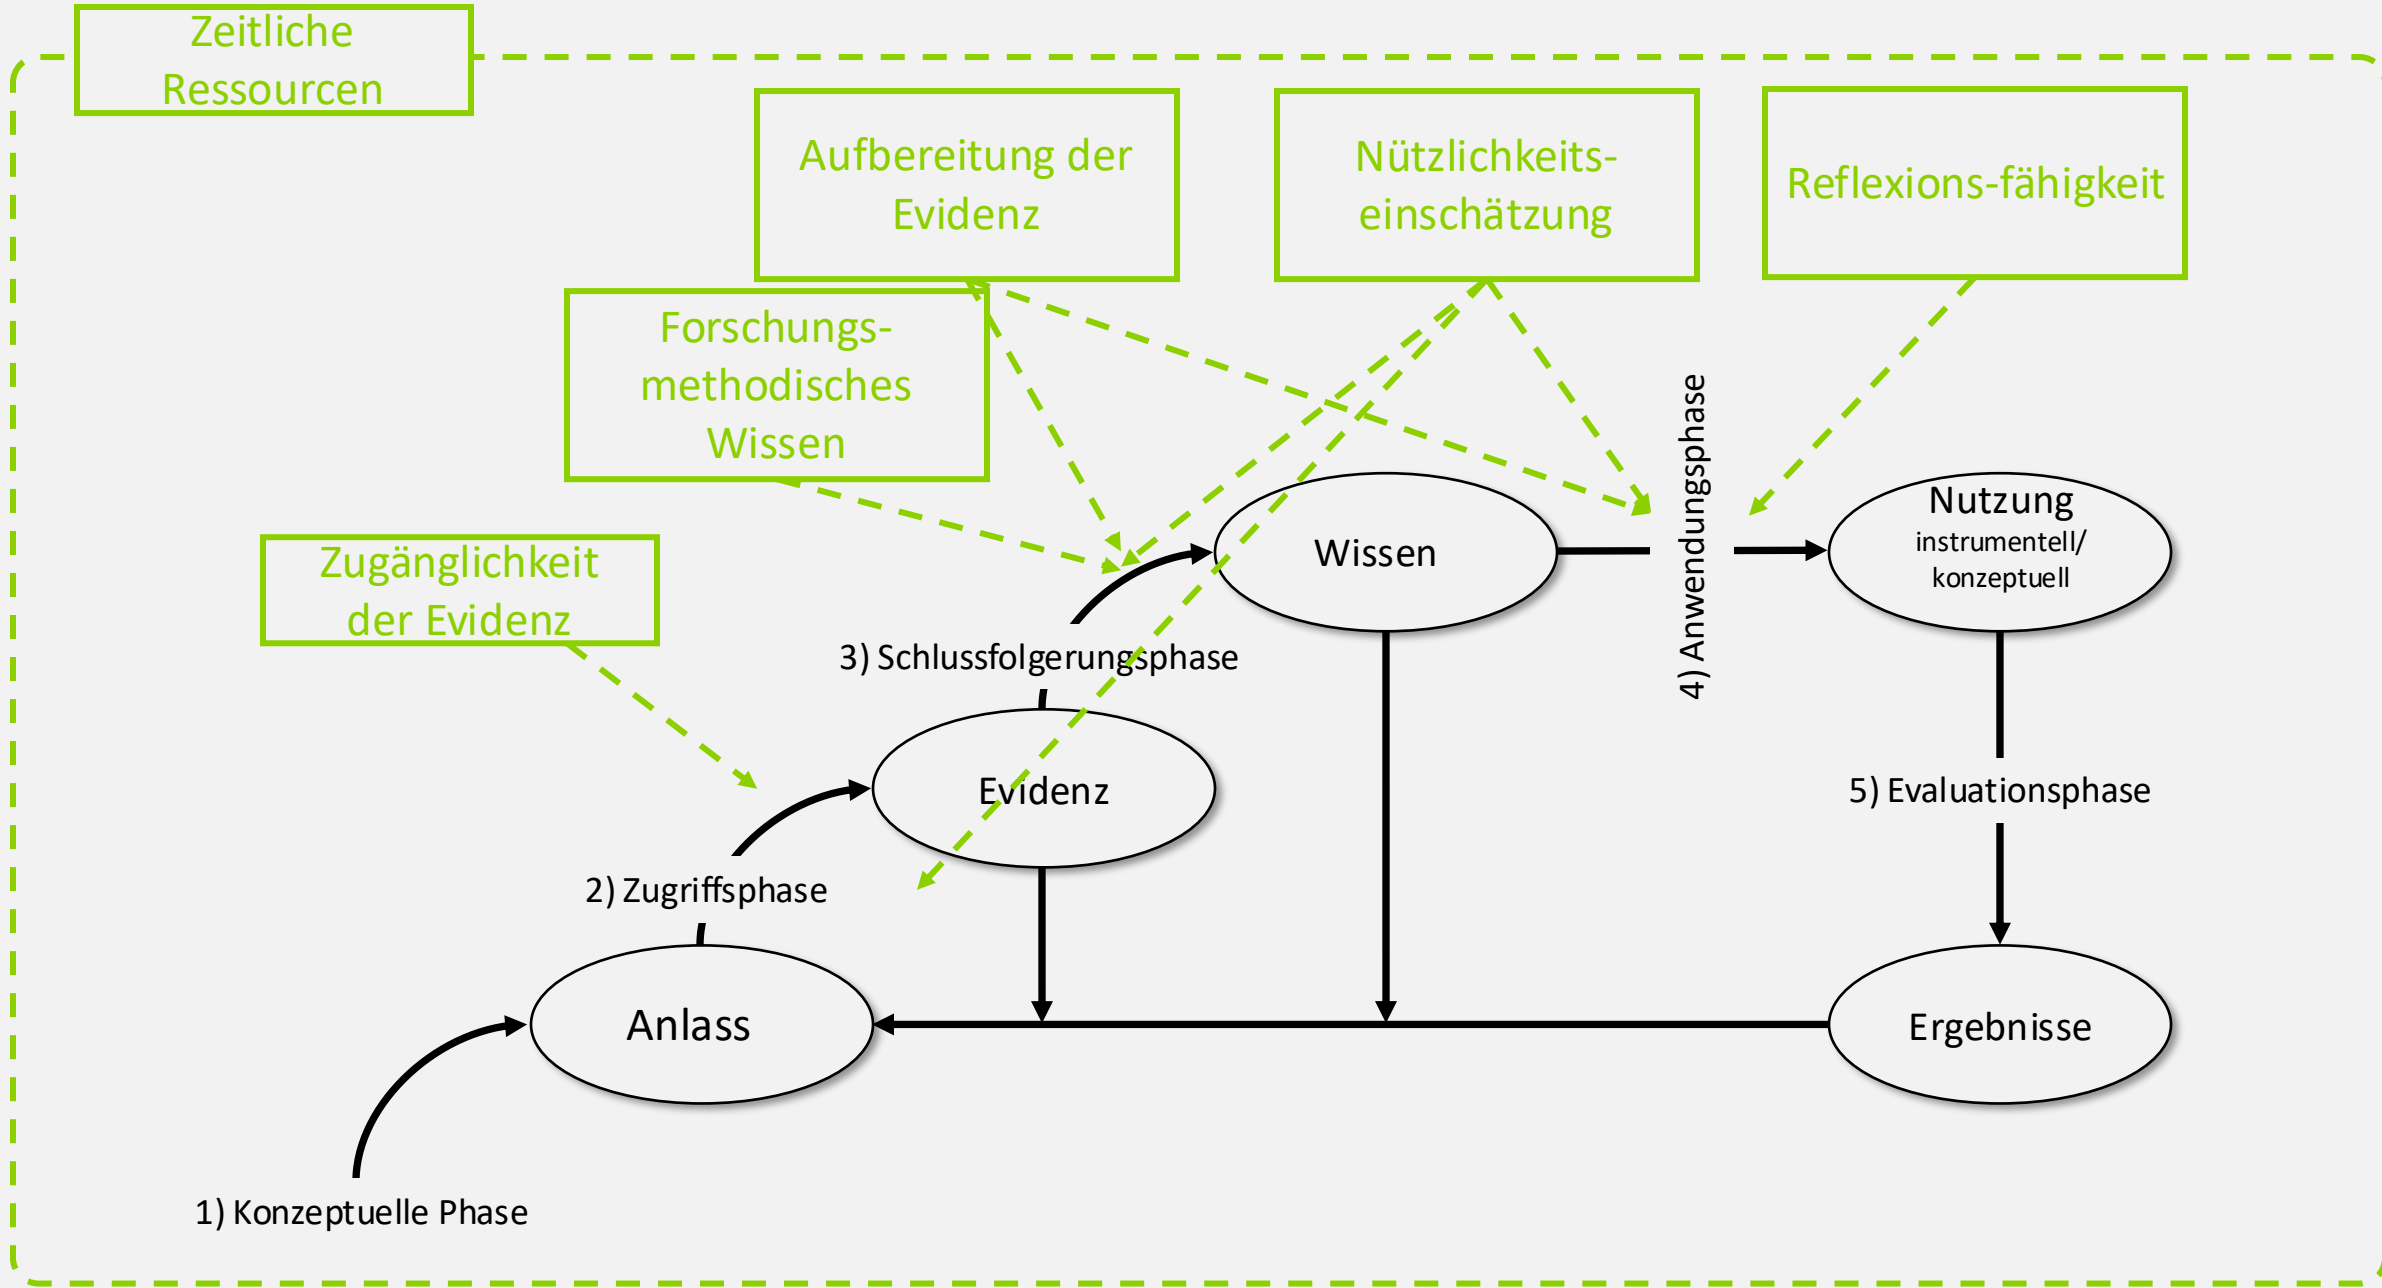 Zeitliche
Ressourcen
Aufbereitung der
Evidenz
Nützlichkeits-
einschätzung
Reflexions-fähigkeit
Forschungs-
methodisches
Wissen
Zugänglichkeit
der Evidenz
4) Anwendungsphase
Wissen
Nutzung
instrumentell/
konzeptuell
3) Schlussfolgerungsphase
Evidenz
5) Evaluationsphase
2) Zugriffsphase
Anlass
Ergebnisse
1) Konzeptuelle Phase